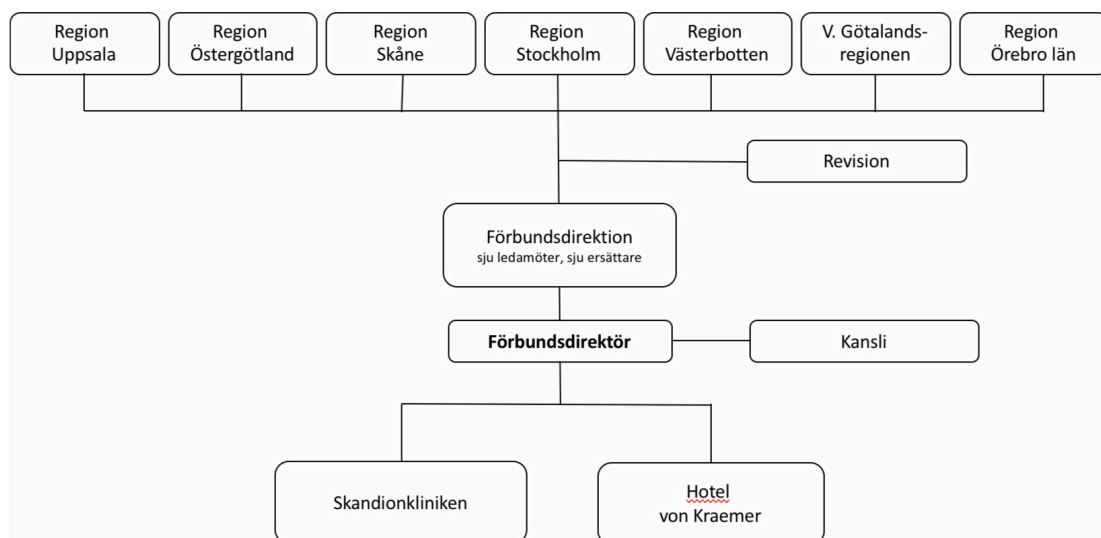 Region
Uppsala
Region
Östergötland
Region
Skåne
Region
Stockholm
Region
Västerbotten
V. Götalands-
regionen
Region
Örebro län
Revision
Förbundsdirektion
sju ledamöter, sju ersättare
Förbundsdirektör
Kansli
Skandionkliniken
Hotel
von Kraemer